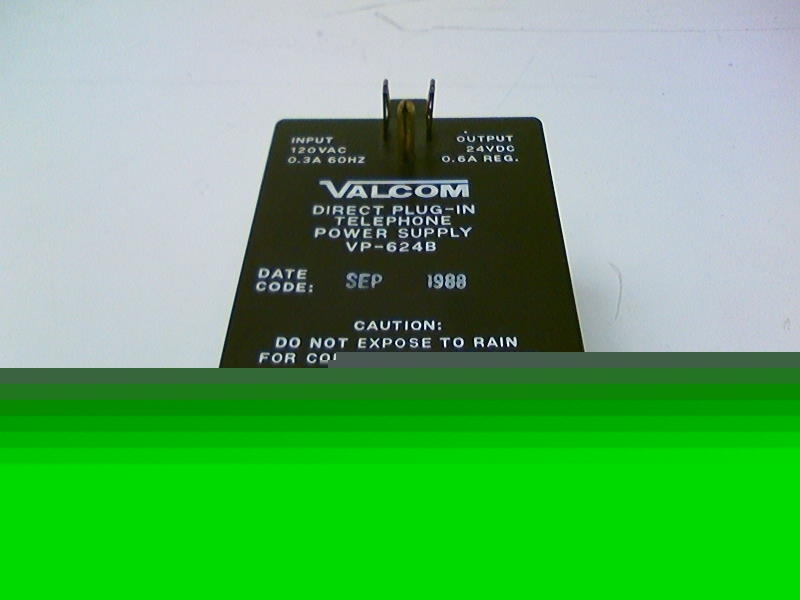 INPUT
120VAC
0.3A 60HZ
OUTPUT
24VDC
0.6A REG.
VALCOM
DIRECT PLUG-IN
TELEPHONE
POWER SUPPLY
VP-624B
DATE CODE: SEP 1988
CAUTION:
DO NOT EXPOSE TO RAIN
FOR